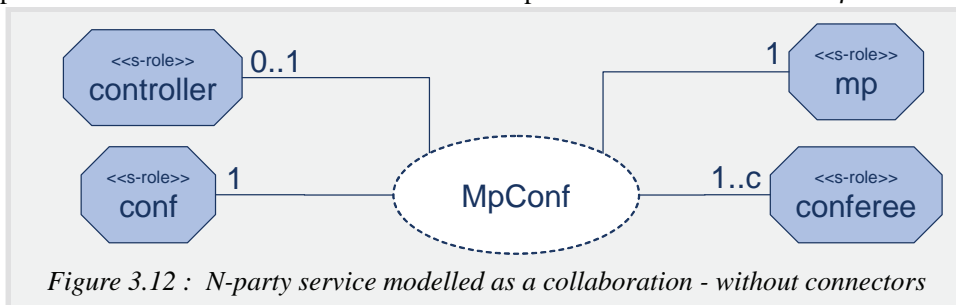 <<s-role>>
controller
0..1
1
<<s-role>>
mp
<<s-role>>
conf
1
MpConf
1..c
<<s-role>>
conferee
Figure 3.12 : N-party service modelled as a collaboration - without connectors